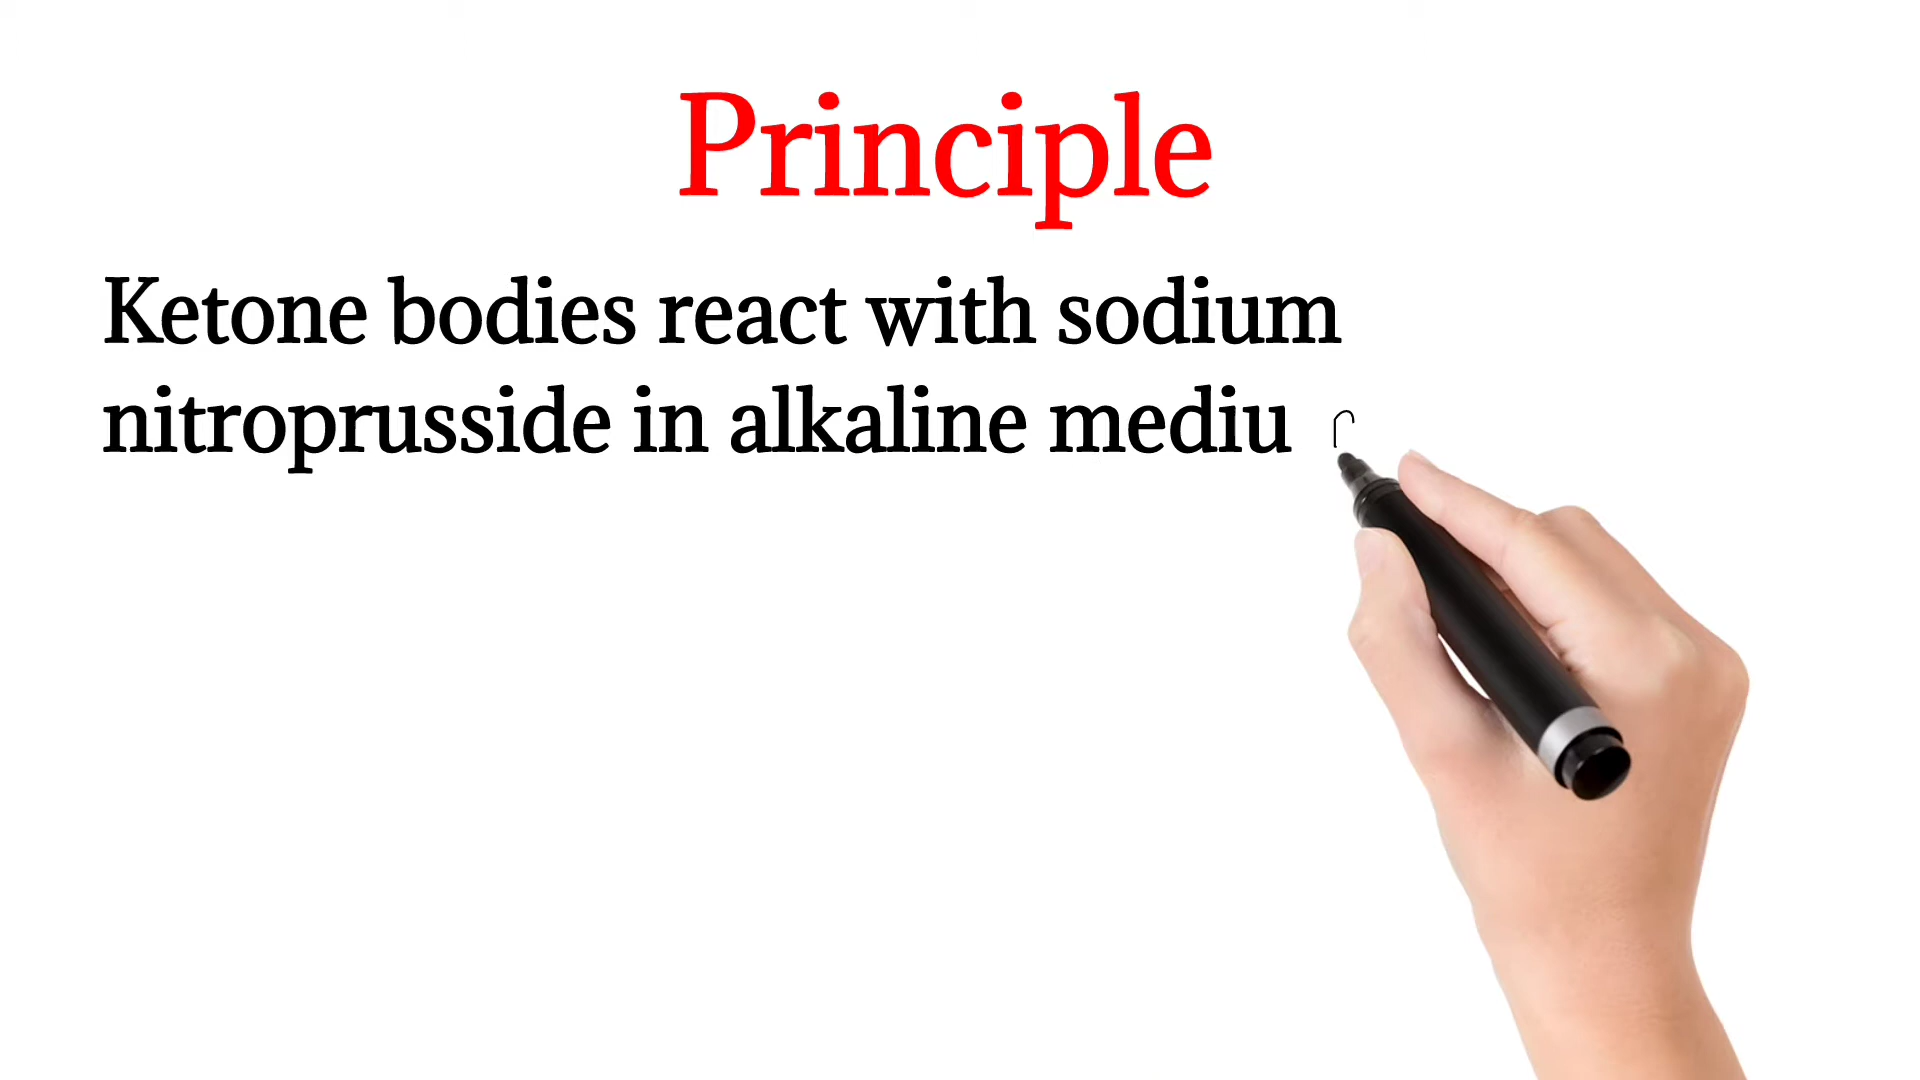 Principle
Ketone bodies react with sodium
nitroprusside in alkaline mediu